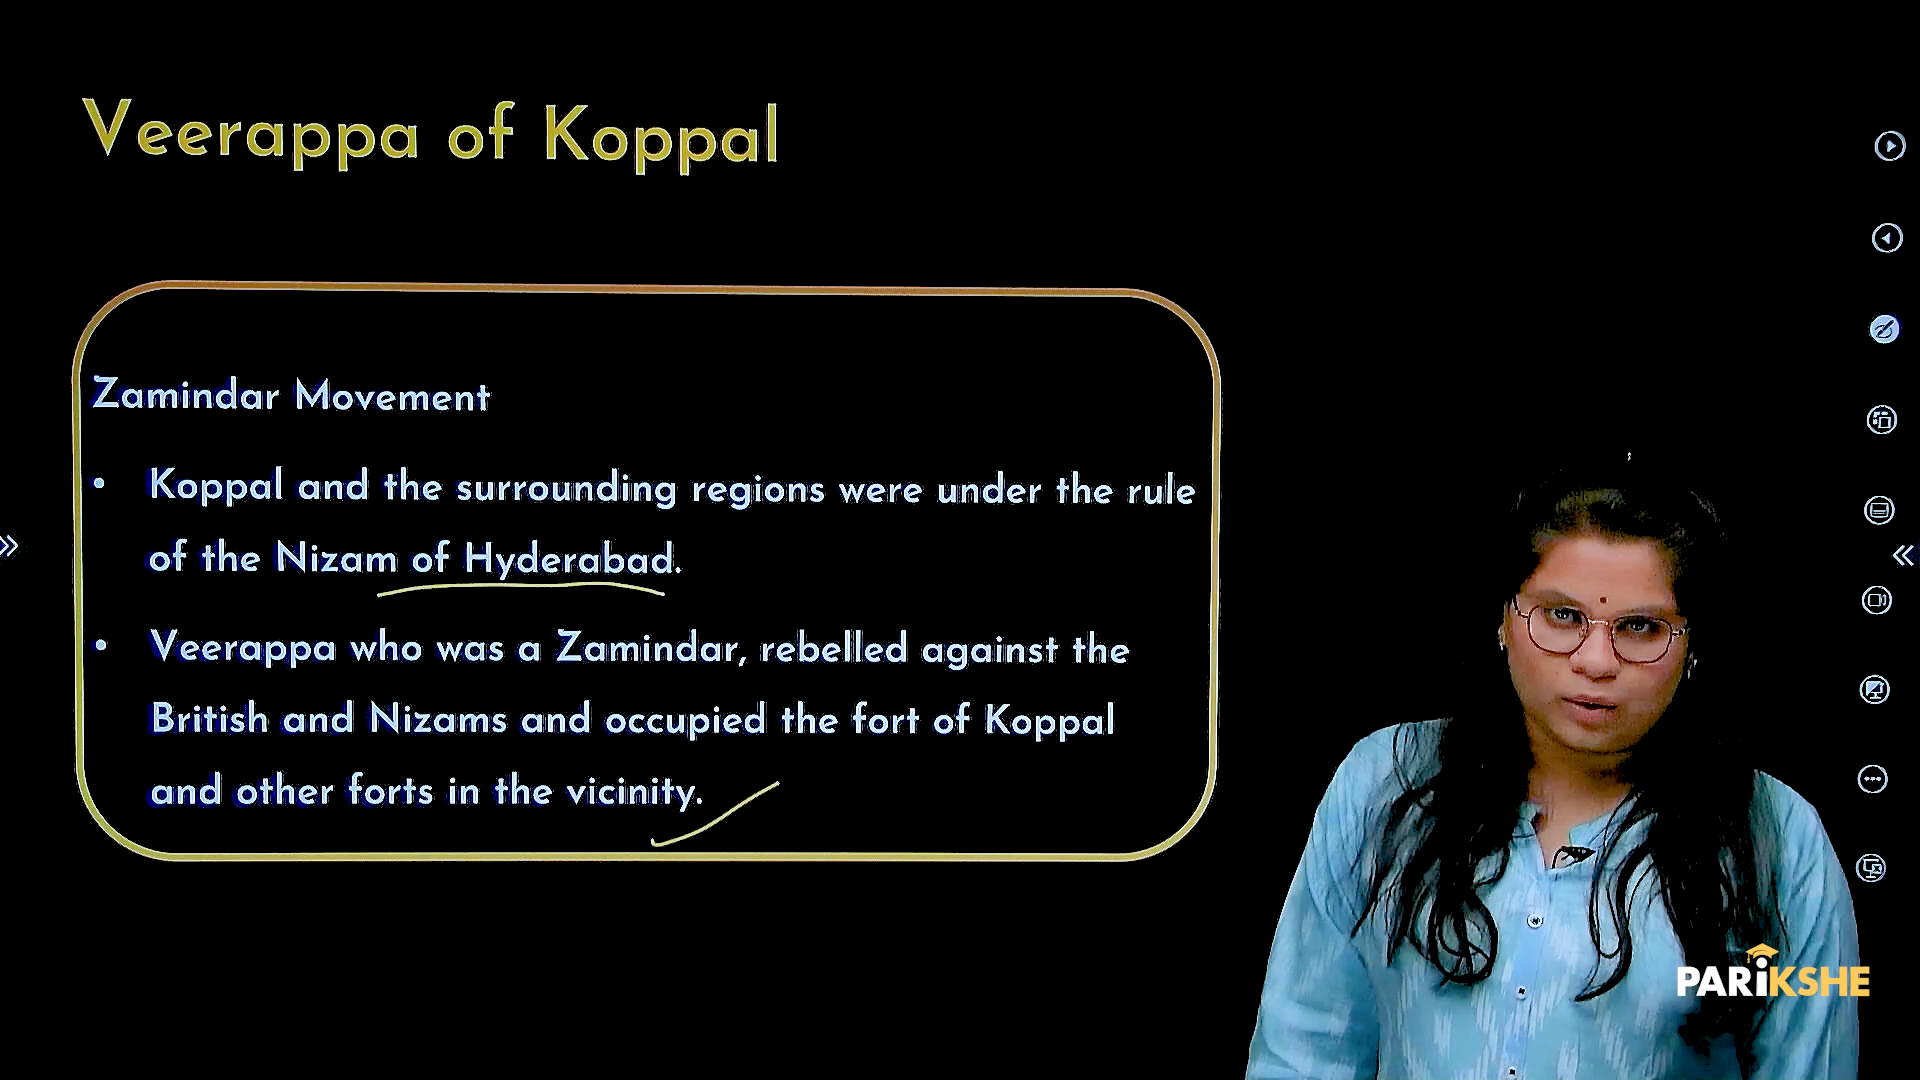 Veerappa of Koppal
Zamindar Movement
• Koppal and the surrounding regions were under the rule
of the Nizam of Hyderabad.
• Veerappa who was a Zamindar, rebelled against the
British and Nizams and occupied the fort of Koppal
and other forts in the vicinity.
PARiKSHE